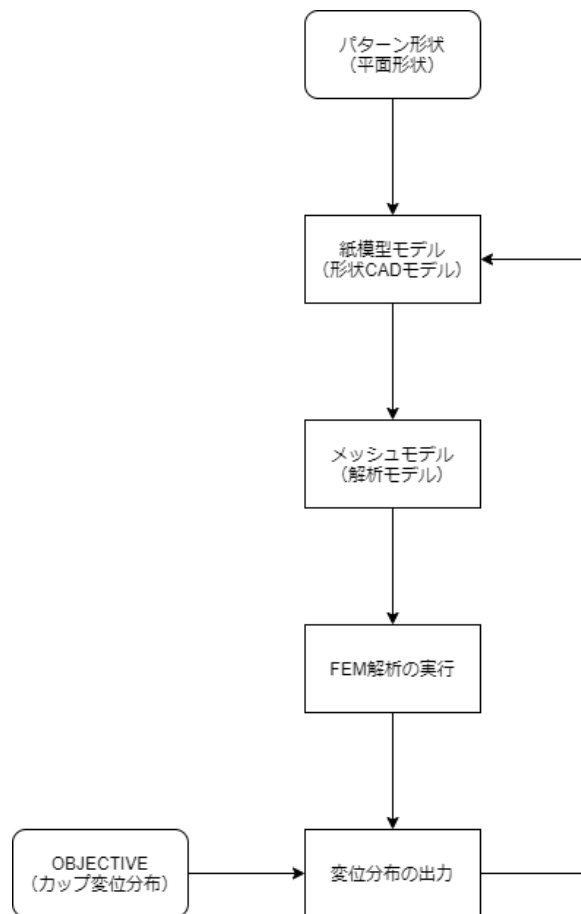 パターン形状
（平面形状）
紙模型モデル
（形状CADモデル）
メッシュモデル
（解析モデル）
FEM解析の実行
OBJECTIVE
（カップ変位分布）
変位分布の出力